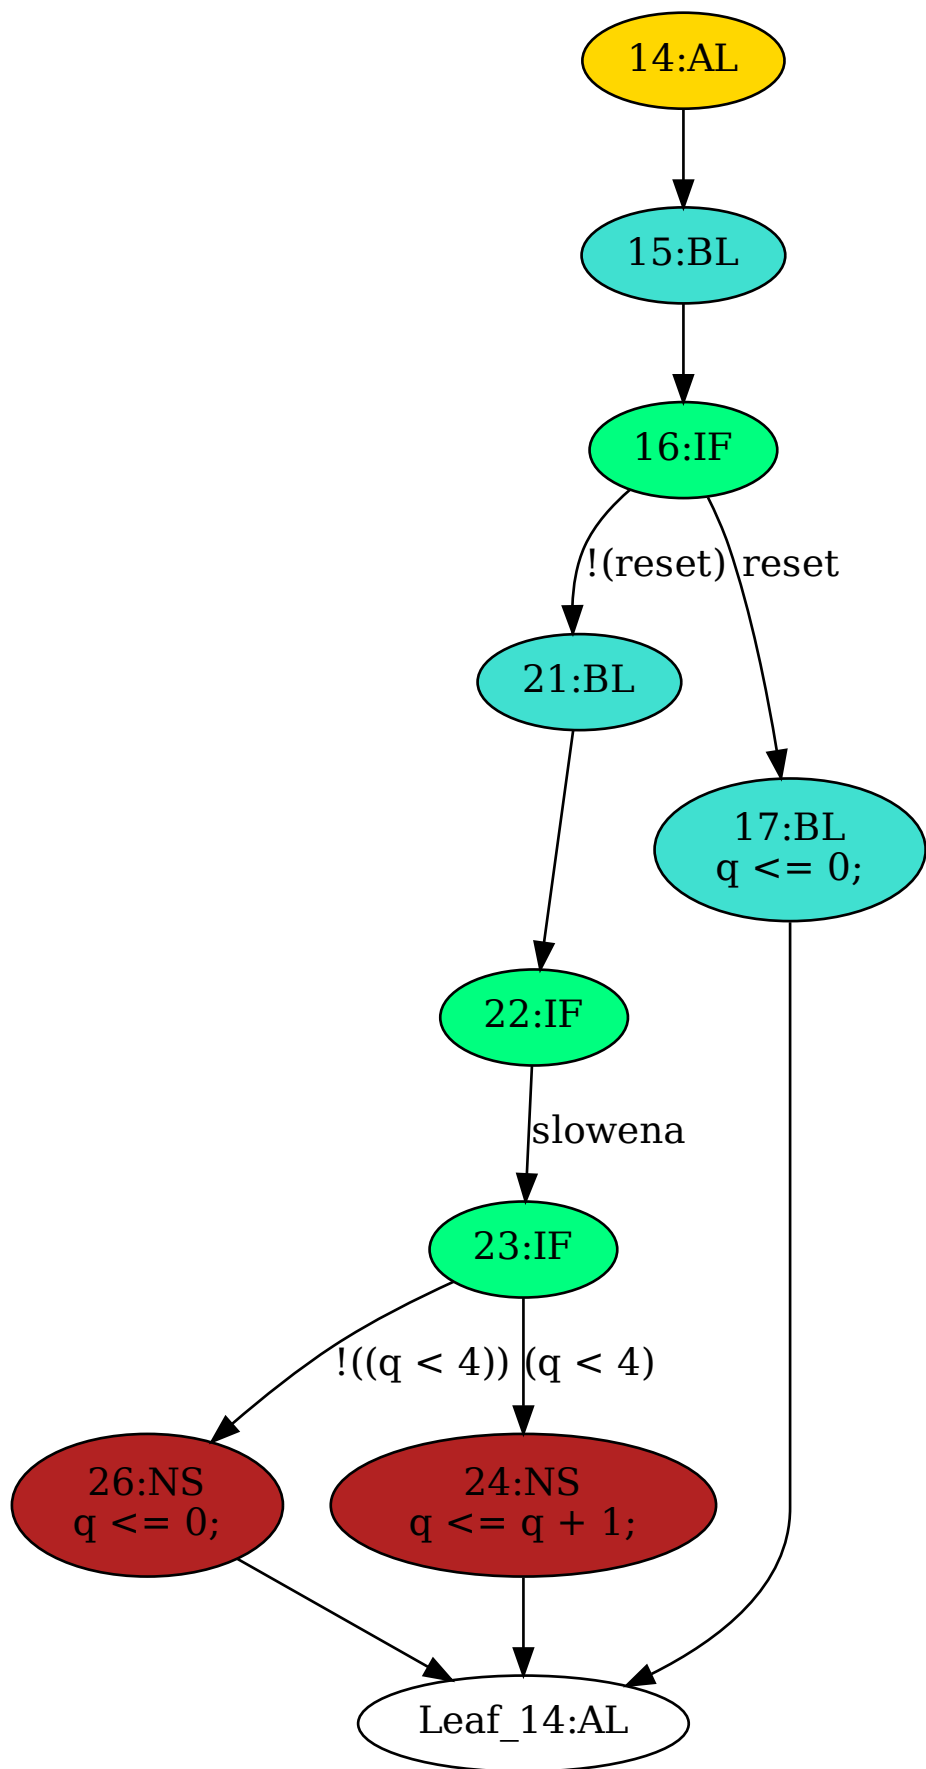 14:AL
15:BL
16:IF
!(reset)
reset
21:BL
17:BL
q <= 0;
22:IF
slowena
23:IF
!((q < 4))
(q < 4)
26:NS
q <= 0;
24:NS
q <= q + 1;
Leaf_14:AL